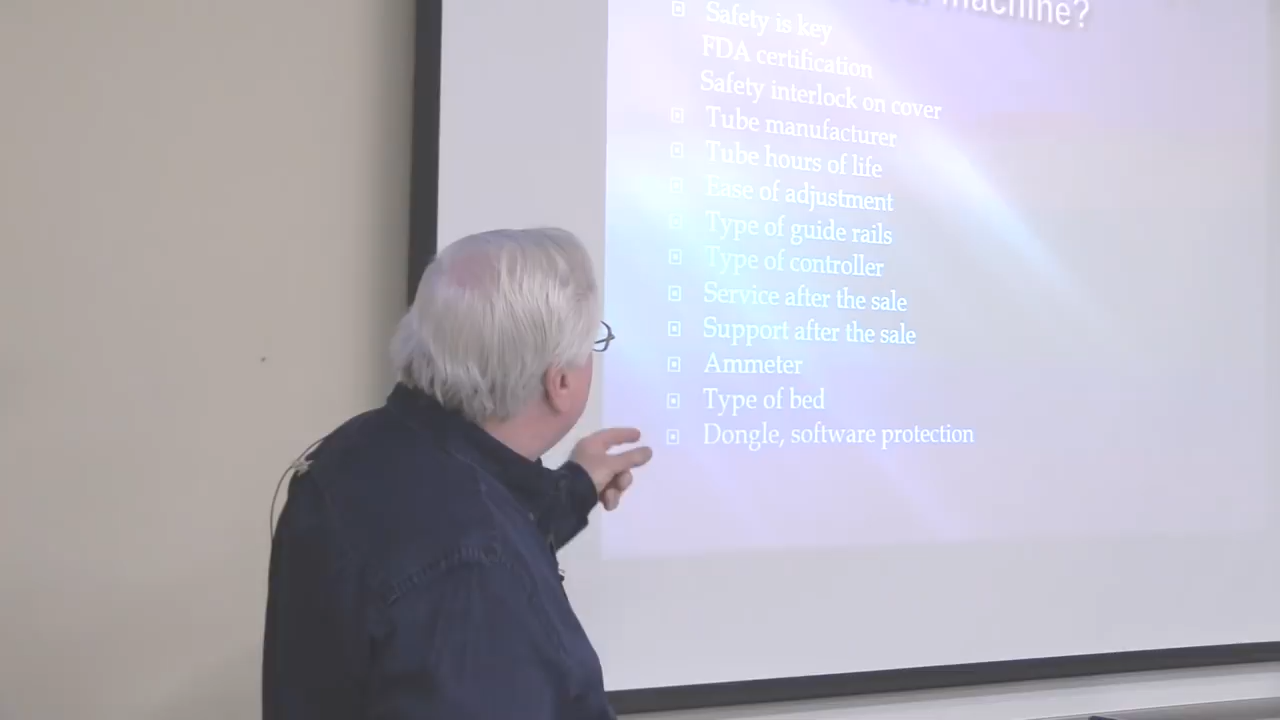 machine?
Safety is key
FDA certification
Safety interlock on cover
Tube manufacturer
Tube hours of life
Ease of adjustment
Type of guide rails
Type of controller
Service after the sale
Support after the sale
Ammeter
Type of bed
Dongle, software protection